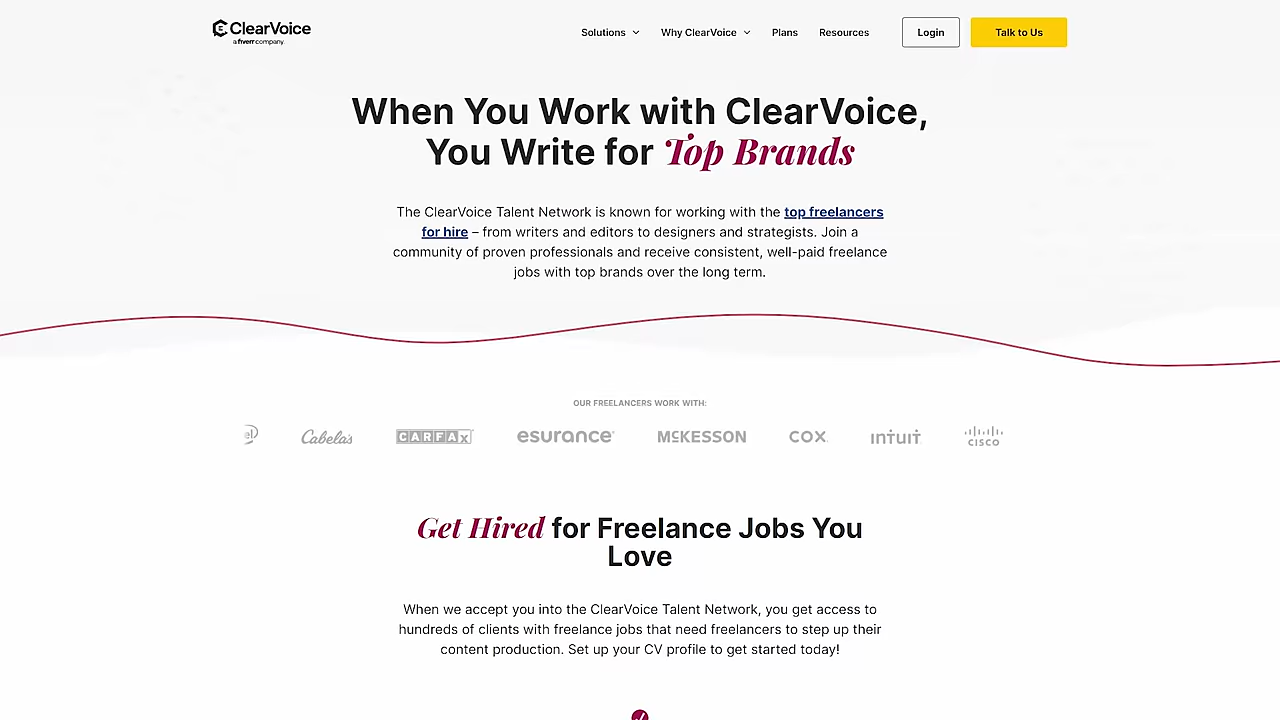 ClearVoice
a fiverr company
Solutions
Why ClearVoice
Plans
Resources
Login
Talk to Us
When You Work with ClearVoice,
You Write for Top Brands
The ClearVoice Talent Network is known for working with the top freelancers
for hire – from writers and editors to designers and strategists. Join a
community of proven professionals and receive consistent, well-paid freelance
jobs with top brands over the long term.
OUR FREELANCERS WORK WITH:
Cabela's
CARFAX
esurance
McKESSON
COX
intuit
CISCO
Get Hired for Freelance Jobs You
Love
When we accept you into the ClearVoice Talent Network, you get access to
hundreds of clients with freelance jobs that need freelancers to step up their
content production. Set up your CV profile to get started today!